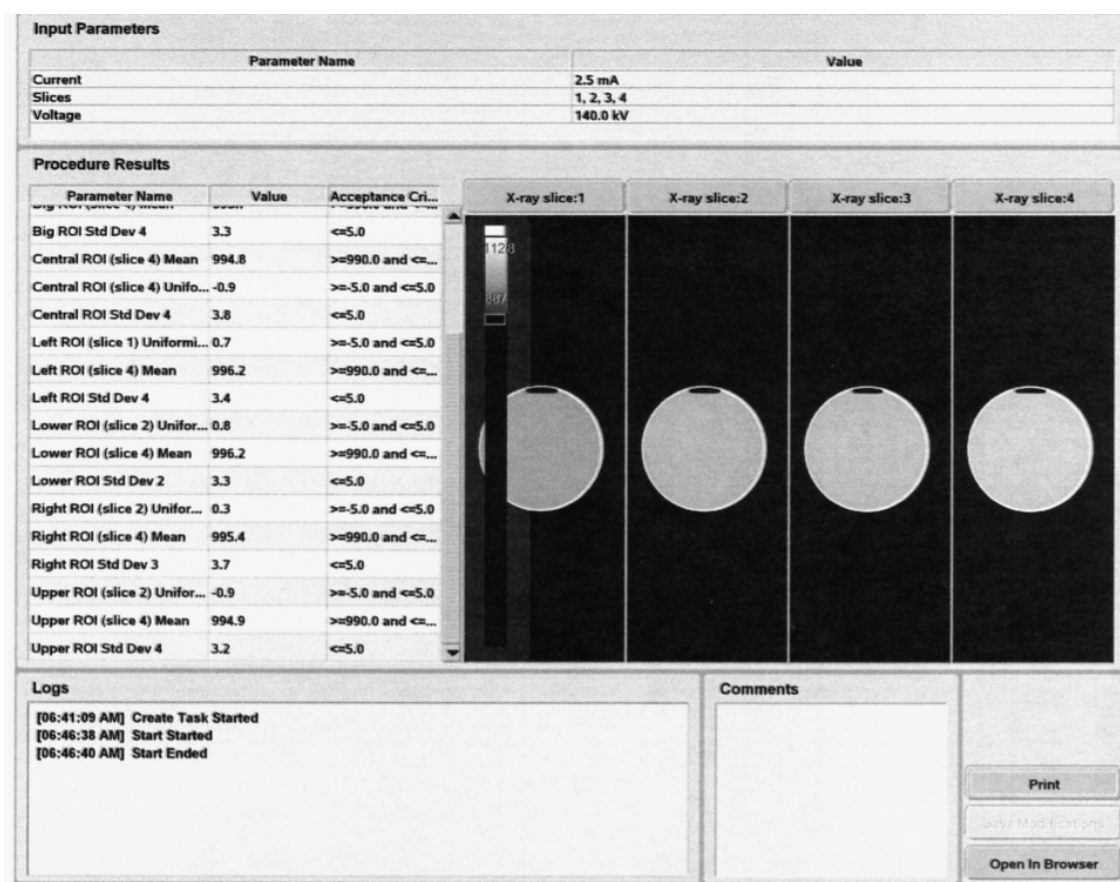 Input Parameters
Parameter Name Value
Current 2.5 mA
Slices 1, 2, 3, 4
Voltage 140.0 kV
Procedure Results
Parameter Name Value Acceptance Cri...
X-ray slice:1 X-ray slice:2 X-ray slice:3 X-ray slice:4
Big ROI Std Dev 4 3.3 <=5.0
Central ROI (slice 4) Mean 994.8 >=990.0 and <=...
Central ROI (slice 4) Unifo... -0.9 >=-5.0 and <=5.0
Central ROI Std Dev 4 3.8 <=5.0
Left ROI (slice 1) Uniformi... 0.7 >=-5.0 and <=5.0
Left ROI (slice 4) Mean 996.2 >=990.0 and <=...
Left ROI Std Dev 4 3.4 <=5.0
Lower ROI (slice 2) Unifor... 0.8 >=-5.0 and <=5.0
Lower ROI (slice 4) Mean 996.2 >=990.0 and <=...
Lower ROI Std Dev 2 3.3 <=5.0
Right ROI (slice 2) Unifor... 0.3 >=-5.0 and <=5.0
Right ROI (slice 4) Mean 995.4 >=990.0 and <=...
Right ROI Std Dev 3 3.7 <=5.0
Upper ROI (slice 2) Unifor... -0.9 >=-5.0 and <=5.0
Upper ROI (slice 4) Mean 994.9 >=990.0 and <=...
Upper ROI Std Dev 4 3.2 <=5.0
1128
887
Logs
[06:41:09 AM] Create Task Started
[06:46:38 AM] Start Started
[06:46:40 AM] Start Ended
Comments
Print
Save Modifications
Open In Browser